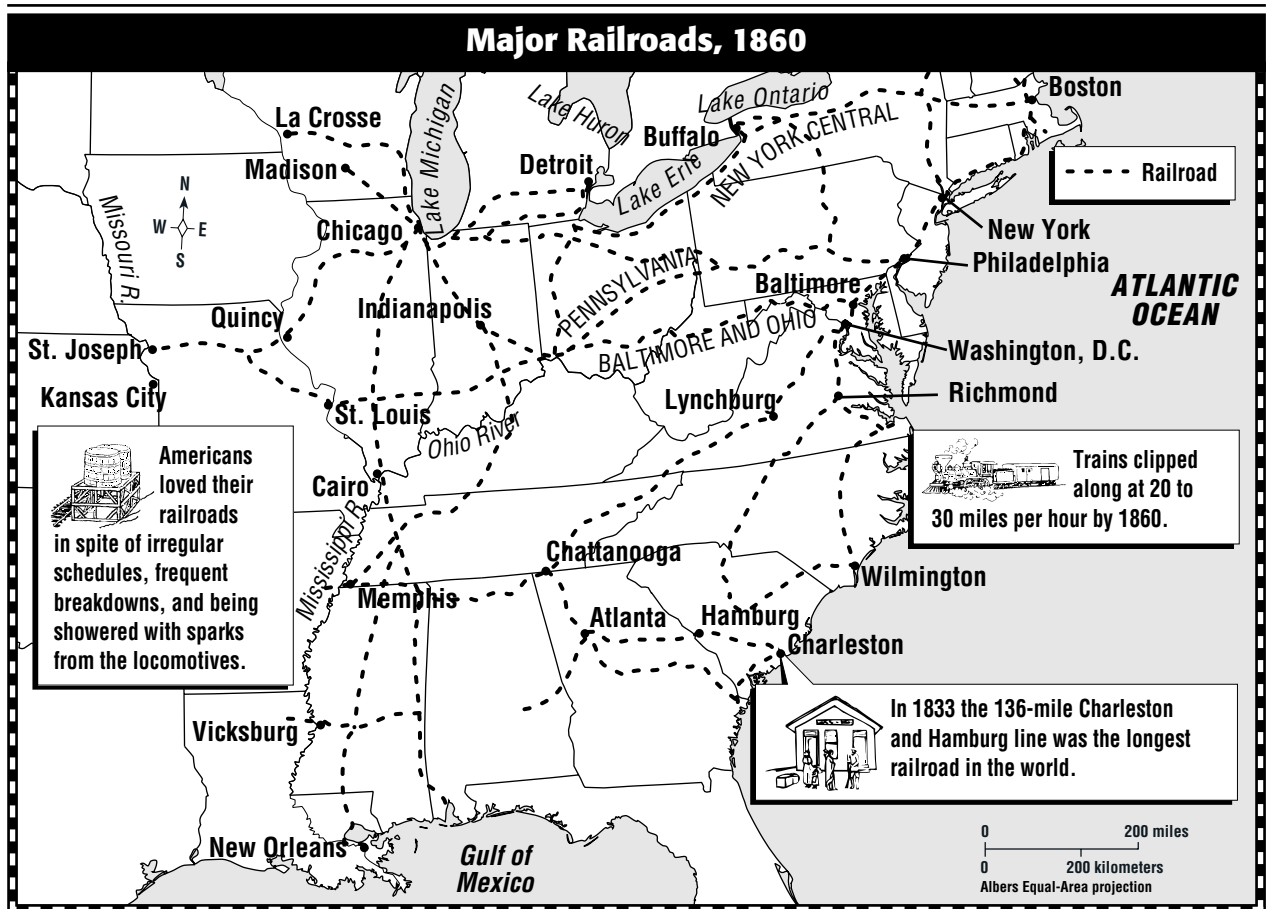 Major Railroads, 1860
La Crosse
Madison
Lake Michigan
Lake Huron
Lake Ontario
Buffalo
NEW YORK CENTRAL
Boston
Detroit
Lake Erie
Railroad
N
W E
S
Missouri R.
Chicago
New York
Philadelphia
PENNSYLVANIA
Baltimore
ATLANTIC
OCEAN
Quincy
Indianapolis
BALTIMORE AND OHIO
St. Joseph
Washington, D.C.
Kansas City
St. Louis
Lynchburg
Richmond
Ohio River
Americans
loved their
railroads
in spite of irregular
schedules, frequent
breakdowns, and being
showered with sparks
from the locomotives.
Cairo
Mississippi R.
Trains clipped
along at 20 to
30 miles per hour by 1860.
Chattanooga
Memphis
Wilmington
Atlanta
Hamburg
Charleston
Vicksburg
In 1833 the 136-mile Charleston
and Hamburg line was the longest
railroad in the world.
New Orleans
Gulf of
Mexico
0 200 miles
0 200 kilometers
Albers Equal-Area projection